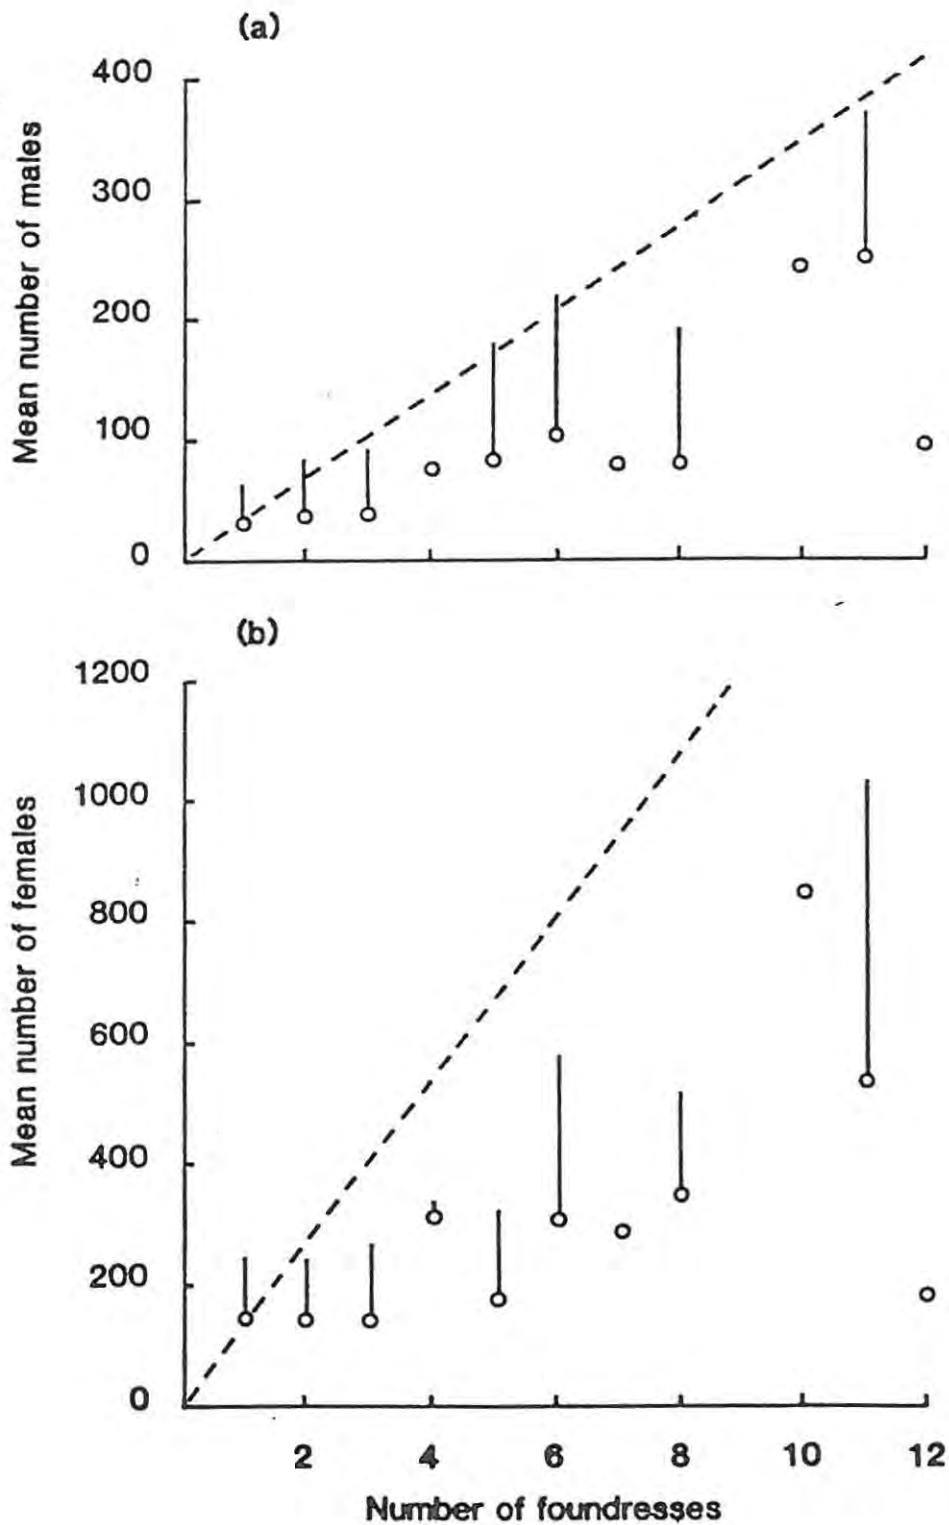 (a)
Mean number of males
400
300
200
100
0
(b)
Mean number of females
1200
1000
800
600
400
200
0
2 4 6 8 10 12
Number of foundresses